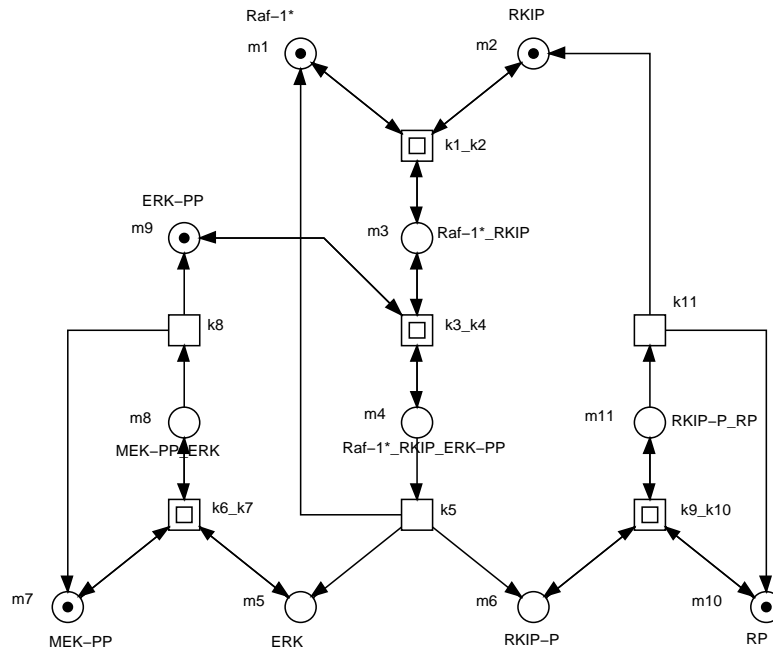 Raf-1* RKIP
m1 m2
k1_k2
ERK-PP
m9 m3 Raf-1*_RKIP
k8 k3_k4 k11
m8 m4 m11 RKIP-P_RP
MEK-PP_ERK Raf-1*_RKIP_ERK-PP
k6_k7 k5 k9_k10
m7 m5 m6 m10
MEK-PP ERK RKIP-P RP